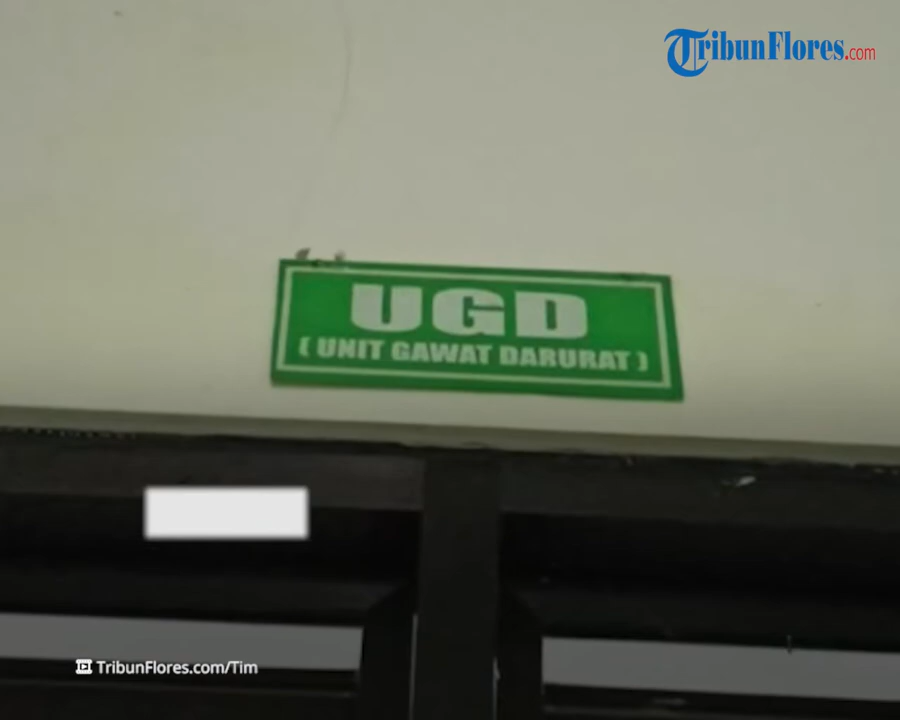 TribunFlores.com
UGD
( UNIT GAWAT DARURAT )
TribunFlores.com/Tim